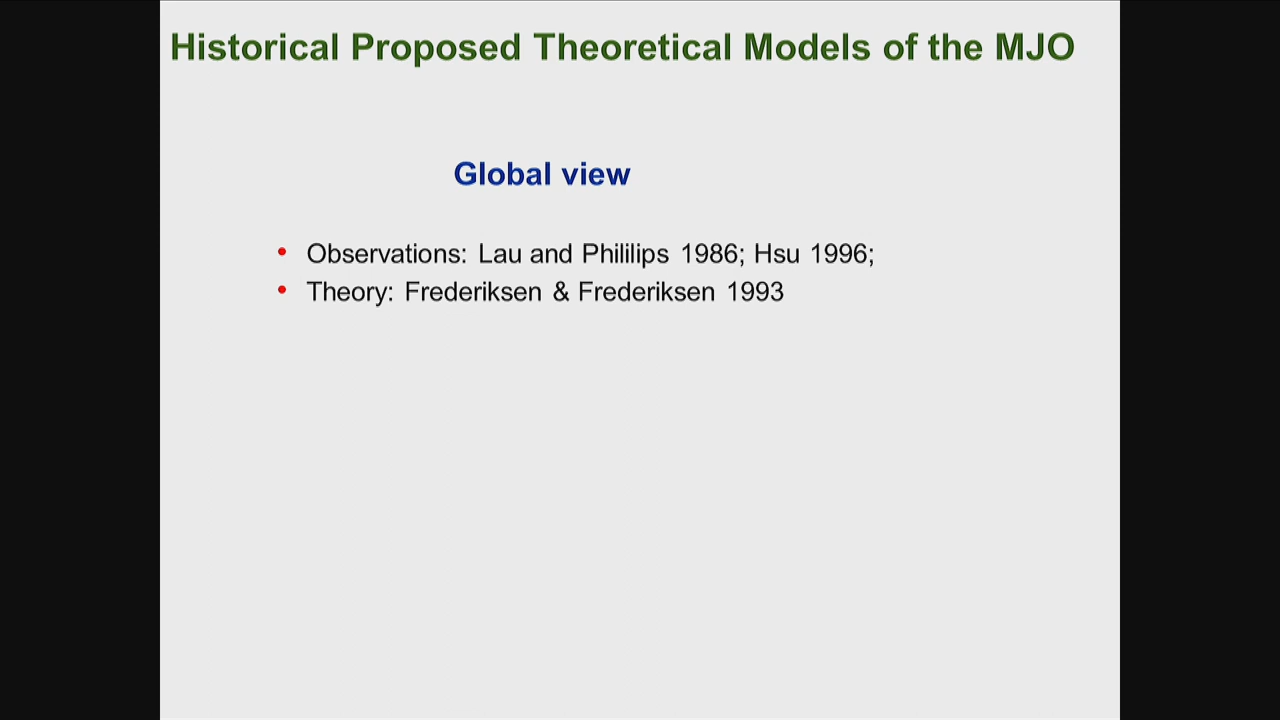 Historical Proposed Theoretical Models of the MJO
Global view
• Observations: Lau and Phililips 1986; Hsu 1996;
• Theory: Frederiksen & Frederiksen 1993